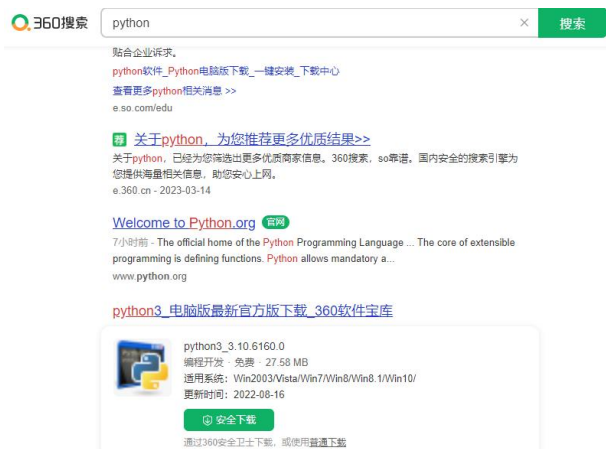 360搜索 python × 搜索
贴合企业诉求。
python软件_Python电脑版下载_一键安装_下载中心
查看更多python相关消息 >>
e.so.com/edu
荐 关于python，为您推荐更多优质结果>>
关于python，已经为您筛选出更多优质商家信息。360搜索，so靠谱。国内安全的搜索引擎为
您提供海量相关信息，助您安心上网。
e.360.cn - 2023-03-14
Welcome to Python.org 官网
7小时前 - The official home of the Python Programming Language ... The core of extensible
programming is defining functions. Python allows mandatory a...
www.python.org
python3_电脑版最新官方版下载_360软件宝库
python3_3.10.6160.0
编程开发 · 免费 · 27.58 MB
适用系统：Win2003/Vista/Win7/Win8/Win8.1/Win10/
更新时间：2022-08-16
安全下载
通过360安全卫士下载，或使用普通下载